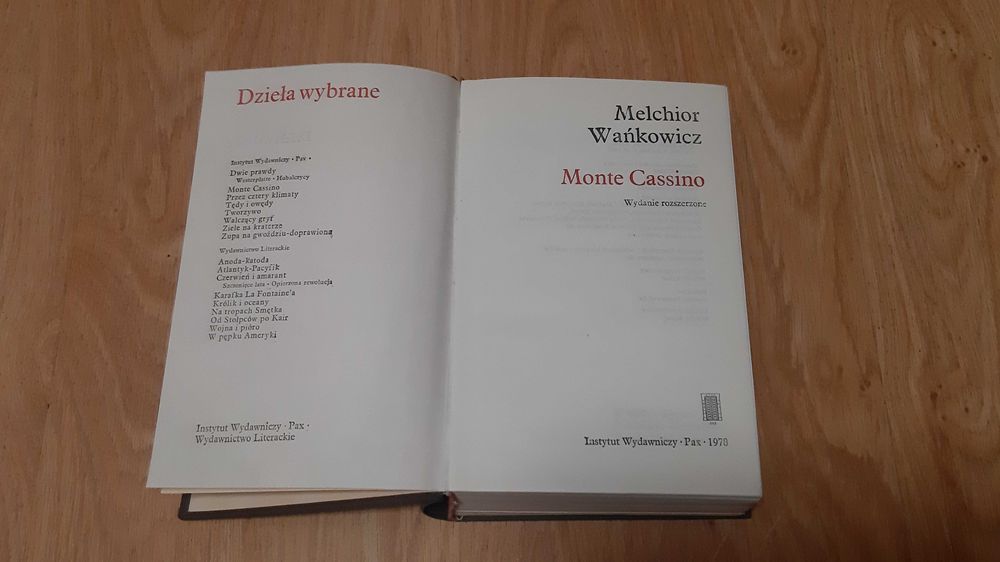 Dzieła wybrane
Instytut Wydawniczy · Pax ·
Dwie prawdy
Westerplatte · Hubalczycy
Monte Cassino
Przez cztery klimaty
Tędy i owędy
Tworzywo
Walczący gryf
Ziele na kraterze
Zupa na gwoździu-doprawioną
Wydawnictwo Literackie
Anoda-katoda
Atlantyk-Pacyfik
Czerwień i amarant
Szczenięce lata · Opierzona rewolucja
Karafka La Fontaine'a
Królik i oceany
Na tropach Smętka
Od Stołpców po Kair
Wojna i pióro
W pępku Ameryki
Instytut Wydawniczy · Pax ·
Wydawnictwo Literackie
Melchior
Wańkowicz
Monte Cassino
Wydanie rozszerzone
Instytut Wydawniczy · Pax · 1978